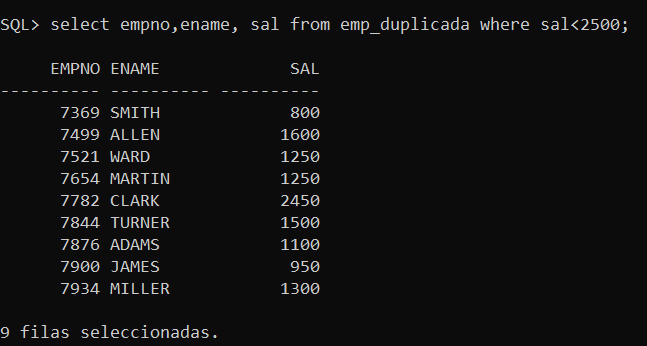 SQL> select empno,ename, sal from emp_duplicada where sal<2500;
     EMPNO ENAME             SAL
---------- ---------- ----------
      7369 SMITH             800
      7499 ALLEN            1600
      7521 WARD             1250
      7654 MARTIN           1250
      7782 CLARK            2450
      7844 TURNER           1500
      7876 ADAMS            1100
      7900 JAMES             950
      7934 MILLER           1300
9 filas seleccionadas.